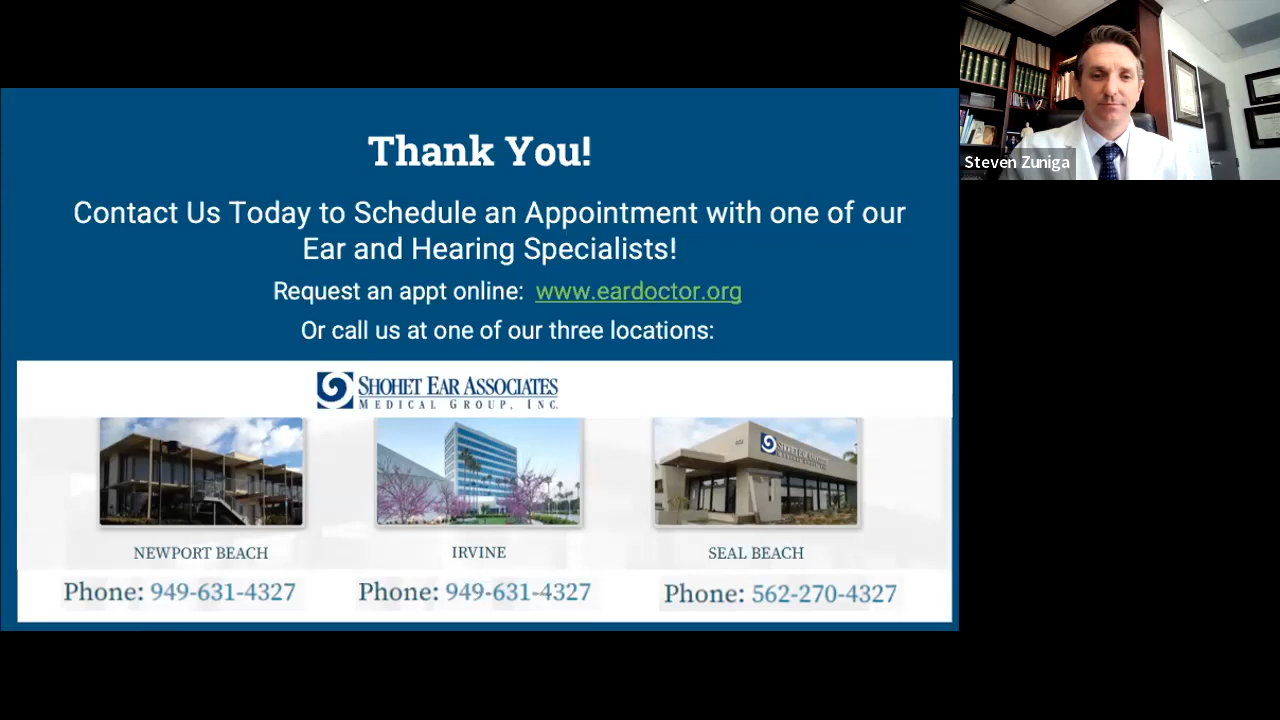 Thank You!
Contact Us Today to Schedule an Appointment with one of our
Ear and Hearing Specialists!
Request an appt online: www.eardoctor.org
Or call us at one of our three locations:
SHOHET EAR ASSOCIATES
MEDICAL GROUP, INC.
SHOHET EAR ASSOCIATES
NEWPORT BEACH
IRVINE
SEAL BEACH
Phone: 949-631-4327
Phone: 949-631-4327
Phone: 562-270-4327
Steven Zuniga